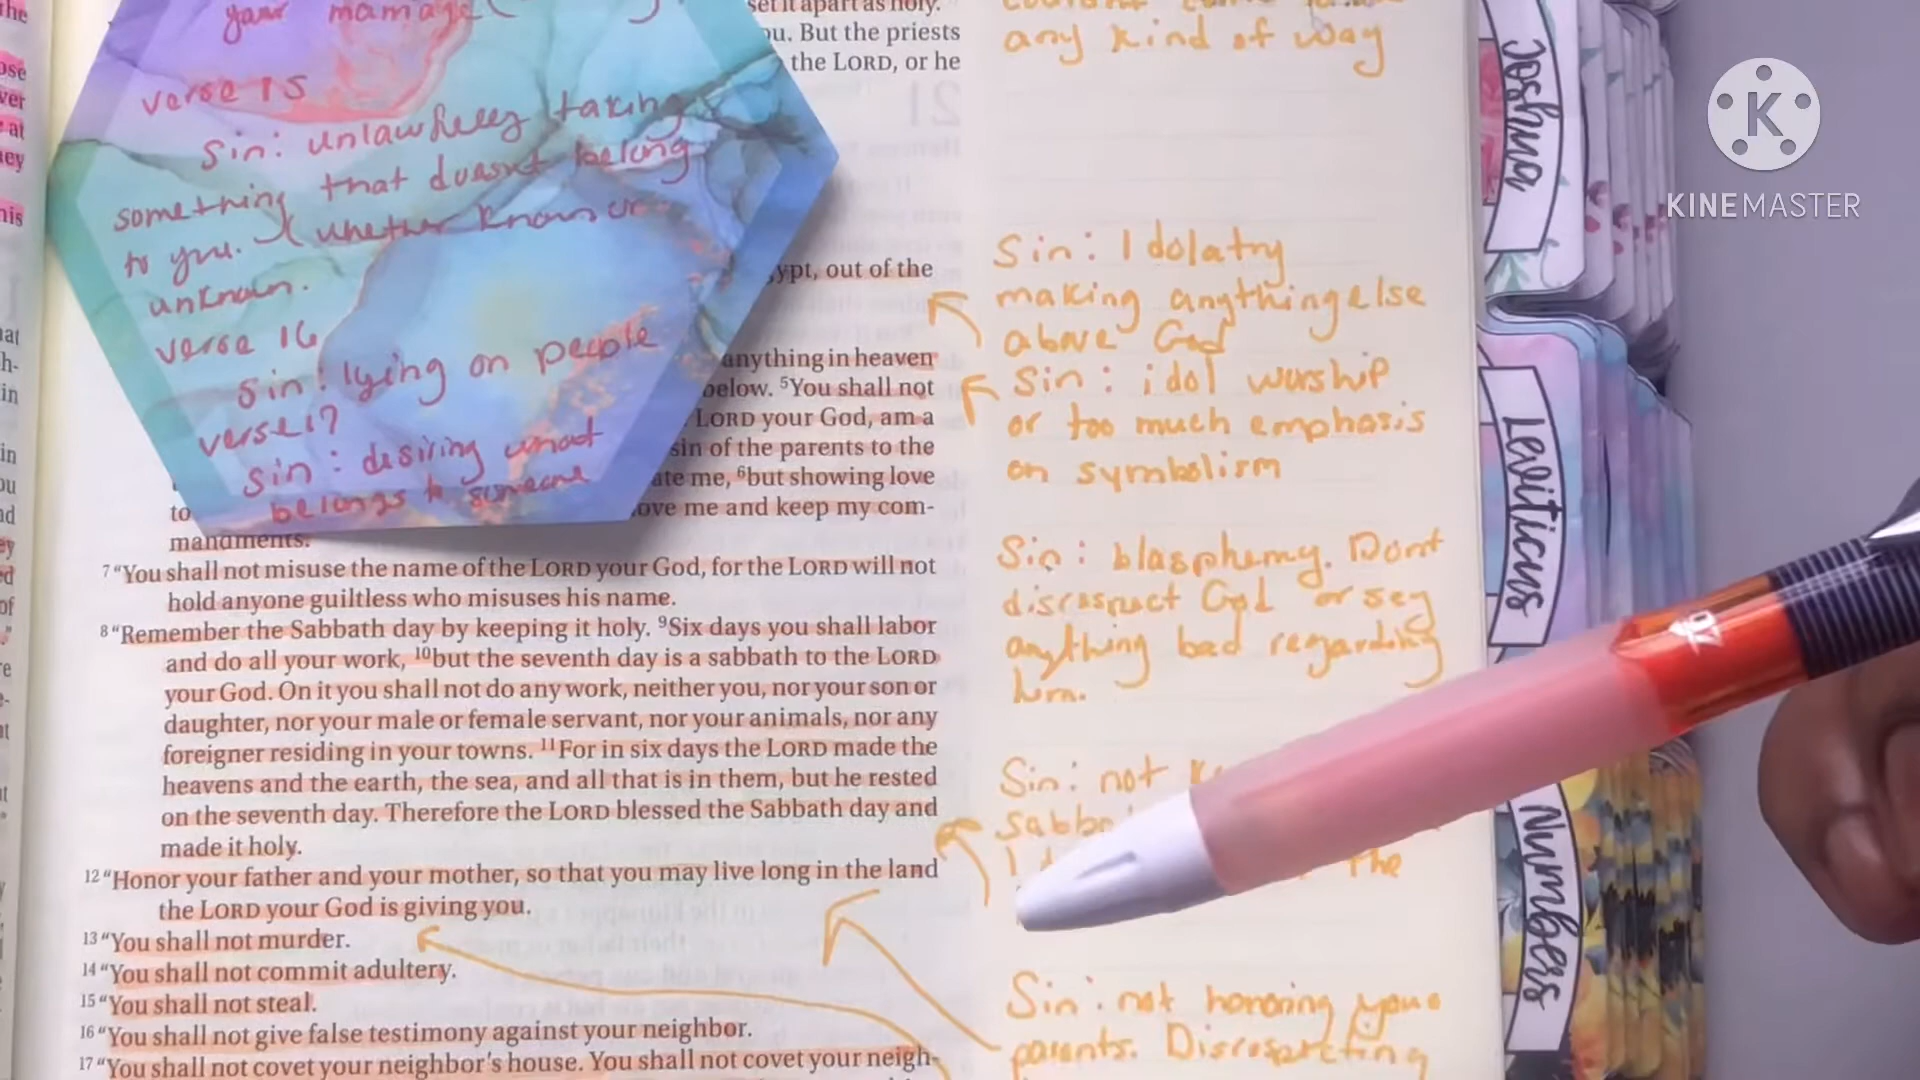 your mamage
verse 15
Sin: unlawfully taking
something that doesnt belong
to you. whether known or
unknown.
verse 16
Sin: lying on people
verse 17
Sin: desiring what
belongs to someone
set it apart as holy.
ou. But the priests
the LORD, or he
ypt, out of the
anything in heaven
below. 5You shall not
LORD your God, am a
sin of the parents to the
ate me, 6but showing love
to ove me and keep my com-
mandments.
7 “You shall not misuse the name of the LORD your God, for the LORD will not
hold anyone guiltless who misuses his name.
8 “Remember the Sabbath day by keeping it holy. 9Six days you shall labor
and do all your work, 10but the seventh day is a sabbath to the LORD
your God. On it you shall not do any work, neither you, nor your son or
daughter, nor your male or female servant, nor your animals, nor any
foreigner residing in your towns. 11For in six days the LORD made the
heavens and the earth, the sea, and all that is in them, but he rested
on the seventh day. Therefore the LORD blessed the Sabbath day and
made it holy.
12 “Honor your father and your mother, so that you may live long in the land
the LORD your God is giving you.
13 “You shall not murder.
14 “You shall not commit adultery.
15 “You shall not steal.
16 “You shall not give false testimony against your neighbor.
17 “You shall not covet your neighbor’s house. You shall not covet your neigh-
any kind of way
Sin: Idolatry
making anything else
above God
Sin: idol worship
or too much emphasis
on symbolism
Sin: blasphemy. Dont
disrespect God or sey
anything bad regarding
him.
Sin: not
sabba
the
Sin: not honoring your
parents. Disrespecting
Joshua
Leviticus
Numbers
K
KINEMASTER